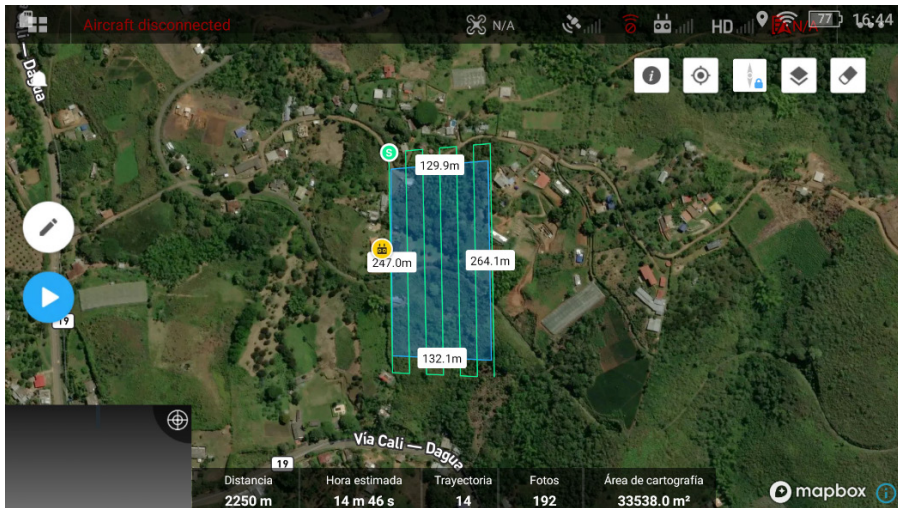 Aircraft disconnected
N/A
HD
N/A
77
16:44
Dagua
S
129.9m
247.0m
264.1m
19
132.1m
Vía Cali — Dagua
19
Distancia
Hora estimada
Trayectoria
Fotos
Área de cartografía
2250 m
14 m 46 s
14
192
33538.0 m²
mapbox